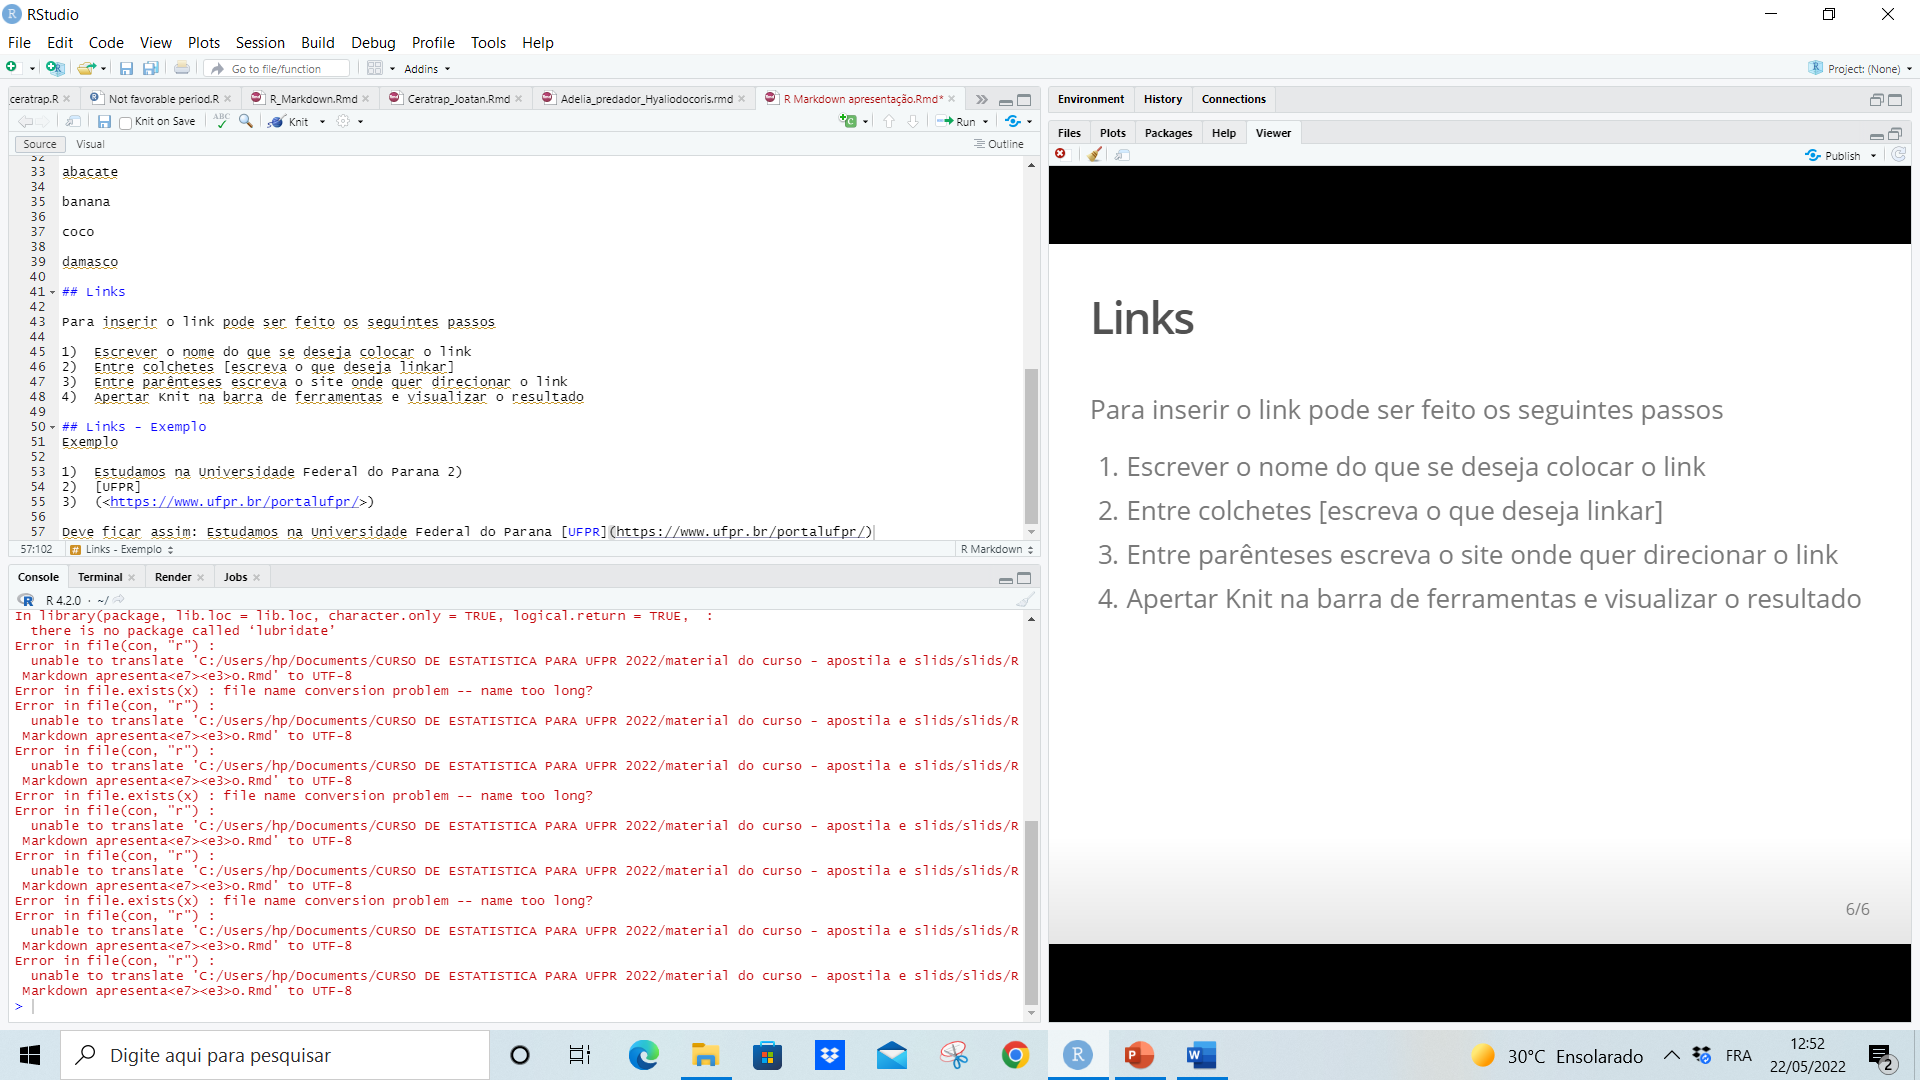 RStudio
File Edit Code View Plots Session Build Debug Profile Tools Help
Go to file/function Addins Project: (None)
ceratrap.R Not favorable period.R R_Markdown.Rmd Ceratrap_Joatan.Rmd Adelia_predador_Hyaliodocoris.rmd R Markdown apresentação.Rmd*
Knit on Save ABC Knit Run
Source Visual Outline
32
33 abacate
34
35 banana
36
37 coco
38
39 damasco
40
41 ## Links
42
43 Para inserir o link pode ser feito os seguintes passos
44
45 1) Escrever o nome do que se deseja colocar o link
46 2) Entre colchetes [escreva o que deseja linkar]
47 3) Entre parênteses escreva o site onde quer direcionar o link
48 4) Apertar Knit na barra de ferramentas e visualizar o resultado
49
50 ## Links - Exemplo
51 Exemplo
52
53 1) Estudamos na Universidade Federal do Parana 2)
54 2) [UFPR]
55 3) (<https://www.ufpr.br/portalufpr/>)
56
57 Deve ficar assim: Estudamos na Universidade Federal do Parana [UFPR](https://www.ufpr.br/portalufpr/)
57:102 # Links - Exemplo R Markdown
Console Terminal Render Jobs
R R 4.2.0 · ~/
In library(package, lib.loc = lib.loc, character.only = TRUE, logical.return = TRUE, :
there is no package called ‘lubridate’
Error in file(con, "r") :
unable to translate 'C:/Users/hp/Documents/CURSO DE ESTATISTICA PARA UFPR 2022/material do curso - apostila e slids/slids/R
Markdown apresenta<e7><e3>o.Rmd' to UTF-8
Error in file.exists(x) : file name conversion problem -- name too long?
Error in file(con, "r") :
unable to translate 'C:/Users/hp/Documents/CURSO DE ESTATISTICA PARA UFPR 2022/material do curso - apostila e slids/slids/R
Markdown apresenta<e7><e3>o.Rmd' to UTF-8
Error in file(con, "r") :
unable to translate 'C:/Users/hp/Documents/CURSO DE ESTATISTICA PARA UFPR 2022/material do curso - apostila e slids/slids/R
Markdown apresenta<e7><e3>o.Rmd' to UTF-8
Error in file.exists(x) : file name conversion problem -- name too long?
Error in file(con, "r") :
unable to translate 'C:/Users/hp/Documents/CURSO DE ESTATISTICA PARA UFPR 2022/material do curso - apostila e slids/slids/R
Markdown apresenta<e7><e3>o.Rmd' to UTF-8
Error in file(con, "r") :
unable to translate 'C:/Users/hp/Documents/CURSO DE ESTATISTICA PARA UFPR 2022/material do curso - apostila e slids/slids/R
Markdown apresenta<e7><e3>o.Rmd' to UTF-8
Error in file.exists(x) : file name conversion problem -- name too long?
Error in file(con, "r") :
unable to translate 'C:/Users/hp/Documents/CURSO DE ESTATISTICA PARA UFPR 2022/material do curso - apostila e slids/slids/R
Markdown apresenta<e7><e3>o.Rmd' to UTF-8
Error in file(con, "r") :
unable to translate 'C:/Users/hp/Documents/CURSO DE ESTATISTICA PARA UFPR 2022/material do curso - apostila e slids/slids/R
Markdown apresenta<e7><e3>o.Rmd' to UTF-8
>
Environment History Connections
Files Plots Packages Help Viewer
Publish
Links
Para inserir o link pode ser feito os seguintes passos
1. Escrever o nome do que se deseja colocar o link
2. Entre colchetes [escreva o que deseja linkar]
3. Entre parênteses escreva o site onde quer direcionar o link
4. Apertar Knit na barra de ferramentas e visualizar o resultado
6/6
Digite aqui para pesquisar
30°C Ensolarado FRA 12:52
22/05/2022 2